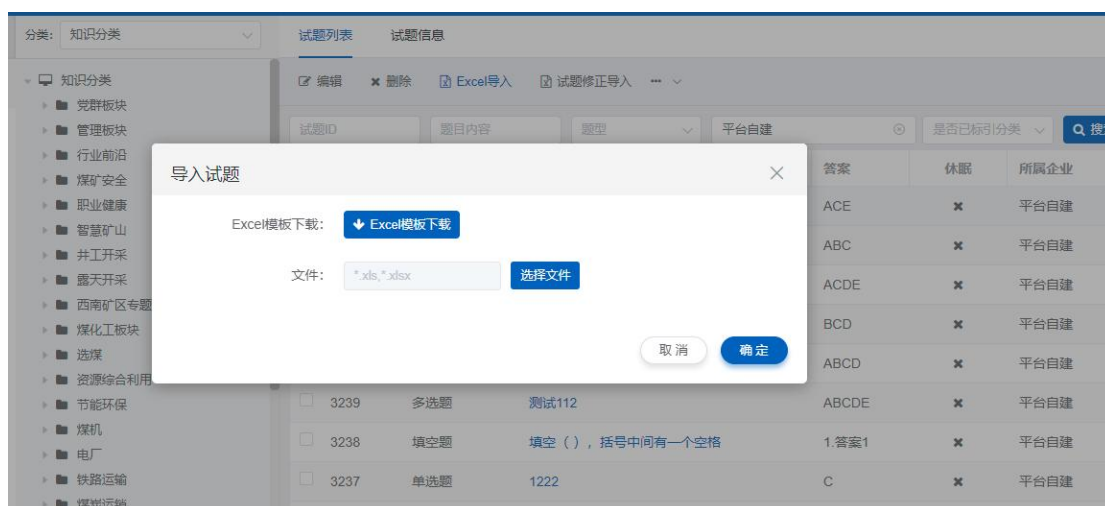 分类： 知识分类
试题列表 试题信息
知识分类
编辑 删除 Excel导入 试题修正导入 ...
党群板块
管理板块
试题ID 题目内容 题型 平台自建 是否已标引分类
行业前沿
导入试题
答案 休眠 所属企业
煤矿安全
职业健康
ACE 平台自建
Excel模板下载： Excel模板下载
智慧矿山
井工开采
ABC 平台自建
文件： *.xls,*.xlsx 选择文件
露天开采
ACDE 平台自建
西南矿区专题
煤化工板块
BCD 平台自建
取消 确定
选煤
ABCD 平台自建
资源综合利用
节能环保
3239 多选题 测试112 ABCDE 平台自建
煤机
3238 填空题 填空（ ），括号中间有一个空格 1.答案1 平台自建
电厂
铁路运输
3237 单选题 1222 C 平台自建